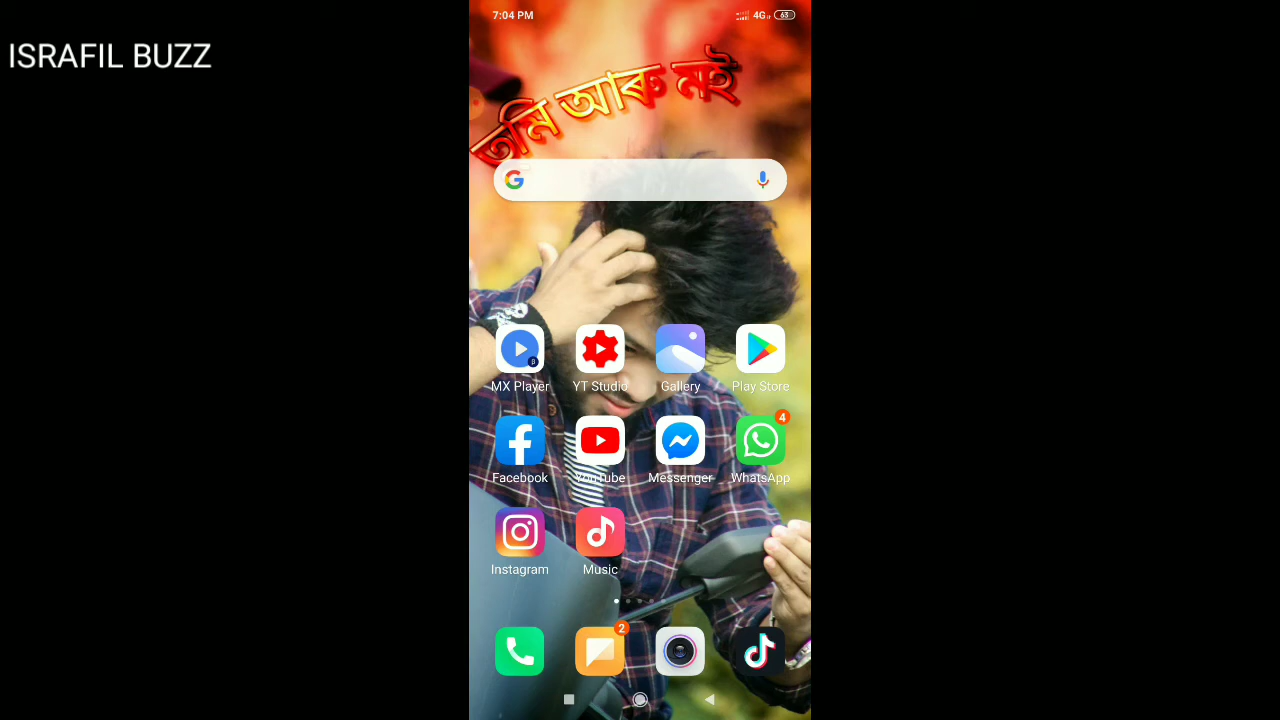 ISRAFIL BUZZ
7:04 PM
4G
63
তুমি আৰু মই
MX Player
YT Studio
Gallery
Play Store
4
Facebook
YouTube
Messenger
WhatsApp
Instagram
Music
2